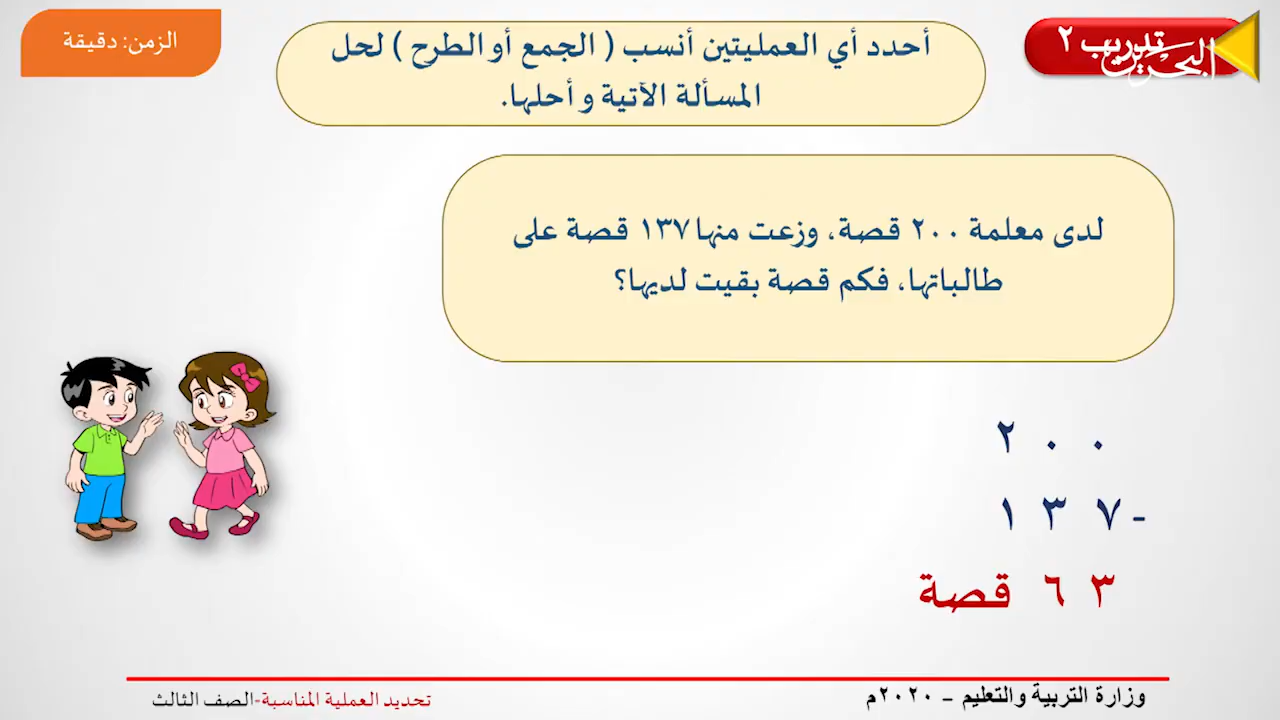 تدريب ٢
البحرين
أحدد أي العمليتين أنسب ( الجمع أو الطرح ) لحل
المسألة الآتية و أحلها.
الزمن: دقيقة
لدى معلمة ٢٠٠ قصة، وزعت منها ١٣٧ قصة على
طالباتها، فكم قصة بقيت لديها؟
٢ ٠ ٠
١ ٣ ٧ -
٦ ٣ قصة
وزارة التربية والتعليم – ٢٠٢٠م
تحديد العملية المناسبة-الصف الثالث